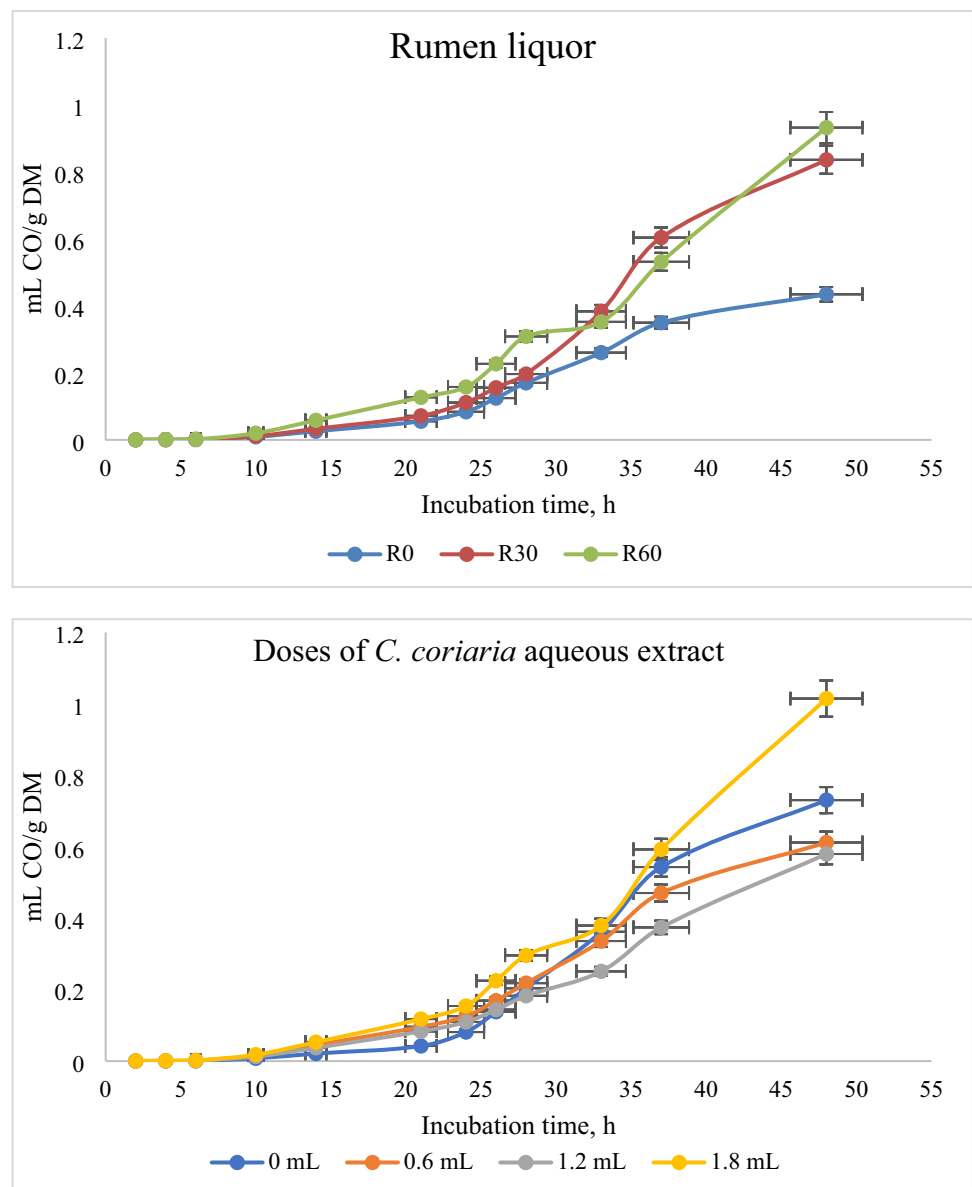 Rumen liquor
1.2
1
0.8
0.6
0.4
0.2
0
mL CO/g DM
0 5 10 15 20 25 30 35 40 45 50 55
Incubation time, h
R0 R30 R60
Doses of C. coriaria aqueous extract
1.2
1
0.8
0.6
0.4
0.2
0
mL CO/g DM
0 5 10 15 20 25 30 35 40 45 50 55
Incubation time, h
0 mL 0.6 mL 1.2 mL 1.8 mL